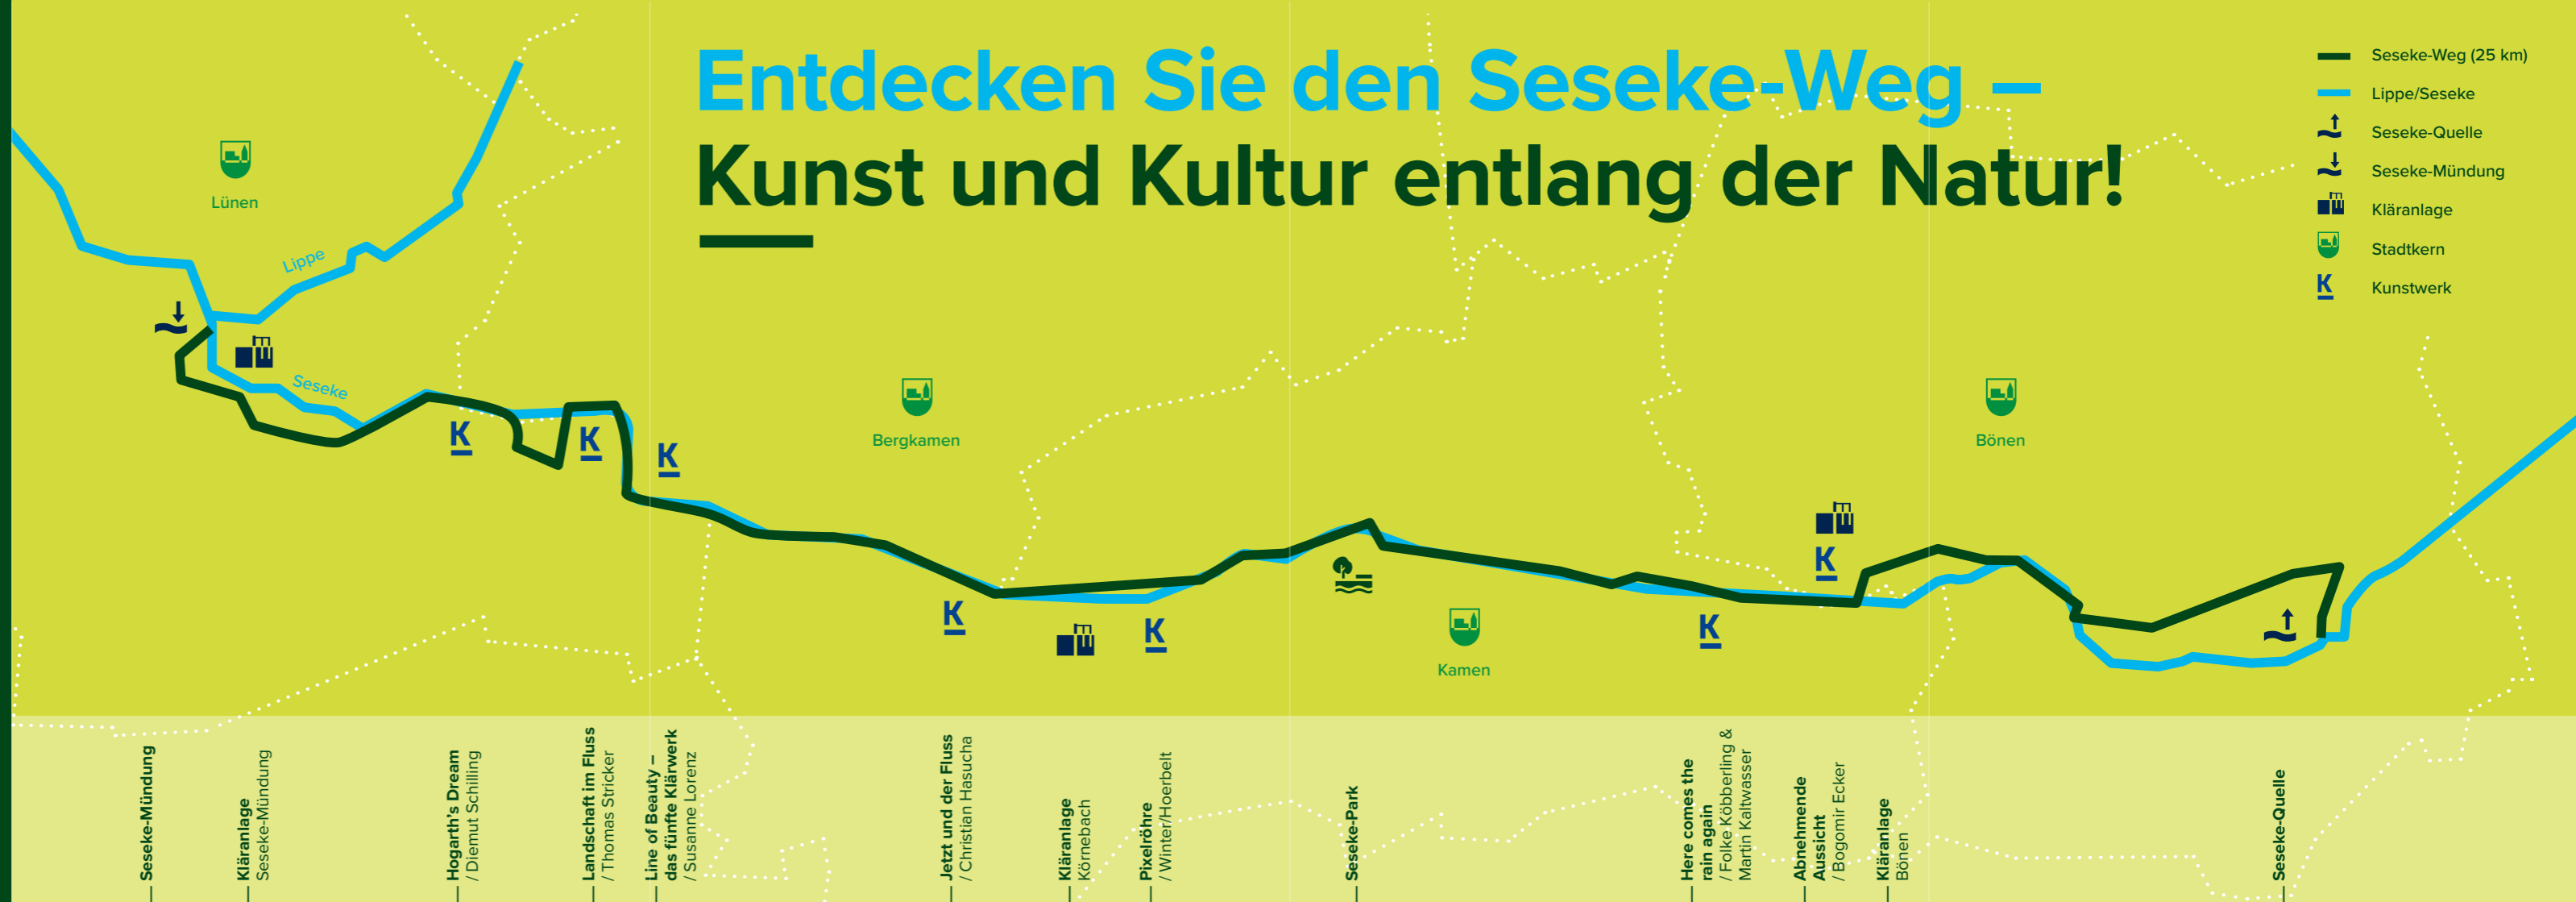 Entdecken Sie den Seseke-Weg –
Kunst und Kultur entlang der Natur!
Seseke-Weg (25 km)
Lippe/Seseke
Seseke-Quelle
Seseke-Mündung
Kläranlage
Stadtkern
K
Kunstwerk
Lünen
Lippe
Seseke
Bergkamen
Bönen
Kamen
K
K
K
K
K
K
K
Seseke-Mündung
Kläranlage
Seseke-Mündung
Hogarth's Dream
/ Diemut Schilling
Landschaft im Fluss
/ Thomas Stricker
Line of Beauty –
das fünfte Klärwerk
/ Susanne Lorenz
Jetzt und der Fluss
/ Christian Hasucha
Kläranlage
Körnebach
Pixelröhre
/ Winter/Hoerbelt
Seseke-Park
Here comes the
rain again
/ Folke Köbberling &
Martin Kaltwasser
Abnehmende
Aussicht
/ Bogomir Ecker
Kläranlage
Bönen
Seseke-Quelle